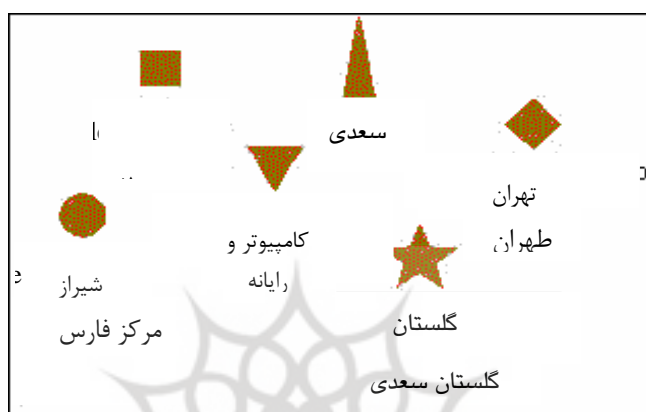 سعدی
تهران
طهران
کامپیوتر و
رایانه
شیراز
مرکز فارس
گلستان
گلستان سعدی